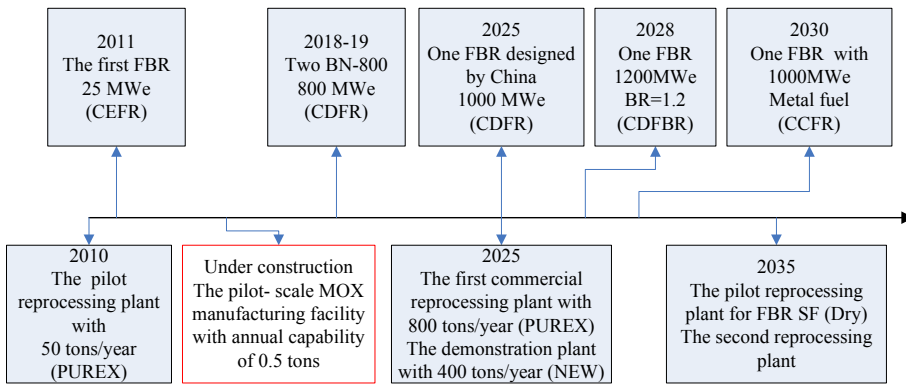 2011
The first FBR
25 MWe
(CEFR)
2018-19
Two BN-800
800 MWe
(CDFR)
2025
One FBR designed
by China
1000 MWe
(CDFR)
2028
One FBR
1200MWe
BR=1.2
(CDFBR)
2030
One FBR with
1000MWe
Metal fuel
(CCFR)
2010
The pilot
reprocessing plant
with
50 tons/year
(PUREX)
Under construction
The pilot- scale MOX
manufacturing facility
with annual capability
of 0.5 tons
2025
The first commercial
reprocessing plant with
800 tons/year (PUREX)
The demonstration plant
with 400 tons/year (NEW)
2035
The pilot reprocessing
plant for FBR SF (Dry)
The second reprocessing
plant